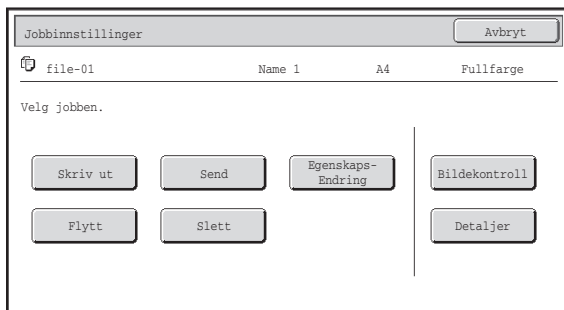 Jobbinnstillinger Avbryt
file-01 Name 1 A4 Fullfarge
Velg jobben.
Skriv ut Send Egenskaps-
Endring Bildekontroll
Flytt Slett Detaljer